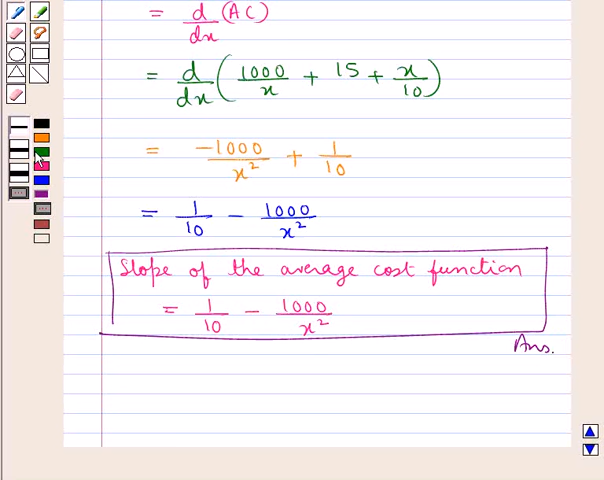 = d/dx (AC)
= d/dx (1000/x + 15 + x/10)
= -1000/x² + 1/10
= 1/10 - 1000/x²
Slope of the average cost function
= 1/10 - 1000/x²
Ans.